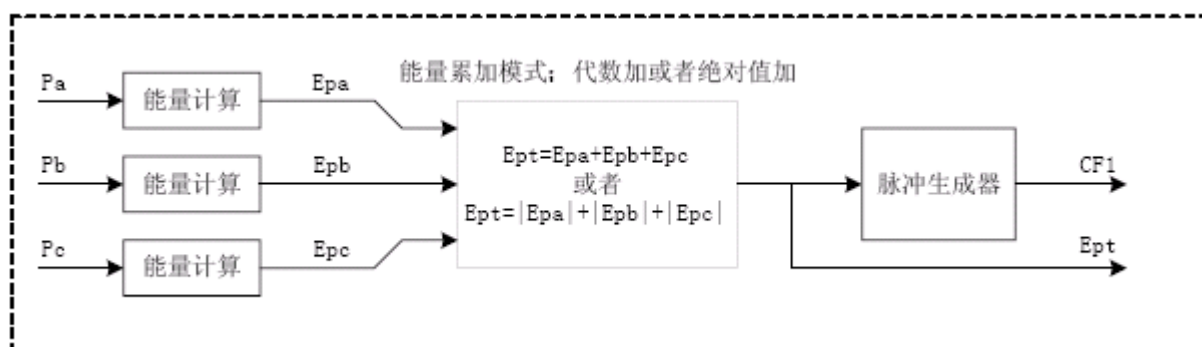 能量累加模式；代数加或者绝对值加
Pa
能量计算
Epa
Pb
能量计算
Epb
Pc
能量计算
Epc
Ept=Epa+Epb+Epc
或者
Ept=|Epa|+|Epb|+|Epc|
脉冲生成器
CF1
Ept